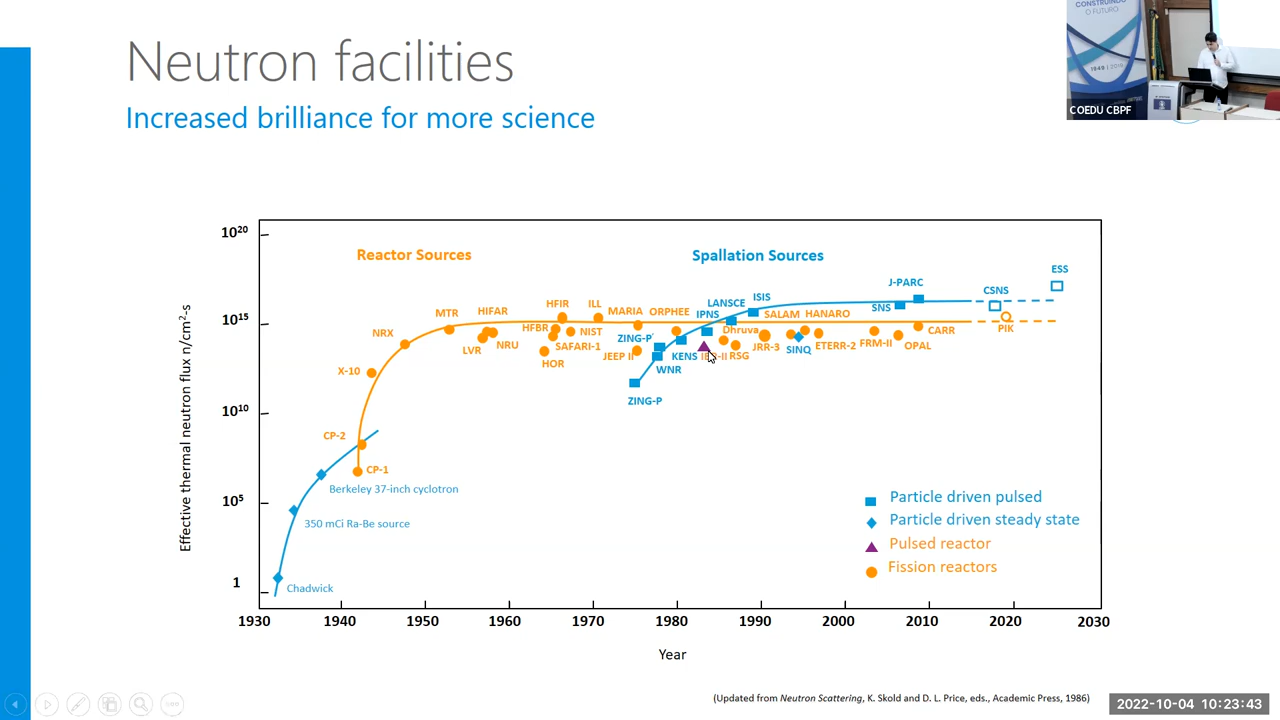 Neutron facilities
Increased brilliance for more science
CONSTRUINDO
O FUTURO
COEDU CBPF
Effective thermal neutron flux n/cm²-s
10²⁰
10¹⁵
10¹⁰
10⁵
1
Reactor Sources
Spallation Sources
ESS
J-PARC
CSNS
SNS
PIK
ISIS
LANSCE
IPNS
HFIR
ILL
MARIA
ORPHEE
SALAM
HANARO
MTR
HIFAR
HFBR
NIST
NRX
LVR
NRU
SAFARI-1
HOR
ZING-P'
JEEP II
KENS
WNR
ZING-P
Dhruva
RSG
JRR-3
SINQ
ETERR-2
FRM-II
OPAL
CARR
X-10
CP-2
CP-1
Berkeley 37-inch cyclotron
350 mCi Ra-Be source
Chadwick
Particle driven pulsed
Particle driven steady state
Pulsed reactor
Fission reactors
1930
1940
1950
1960
1970
1980
1990
2000
2010
2020
2030
Year
(Updated from Neutron Scattering, K. Skold and D. L. Price, eds., Academic Press, 1986)
2022-10-04 10:23:43